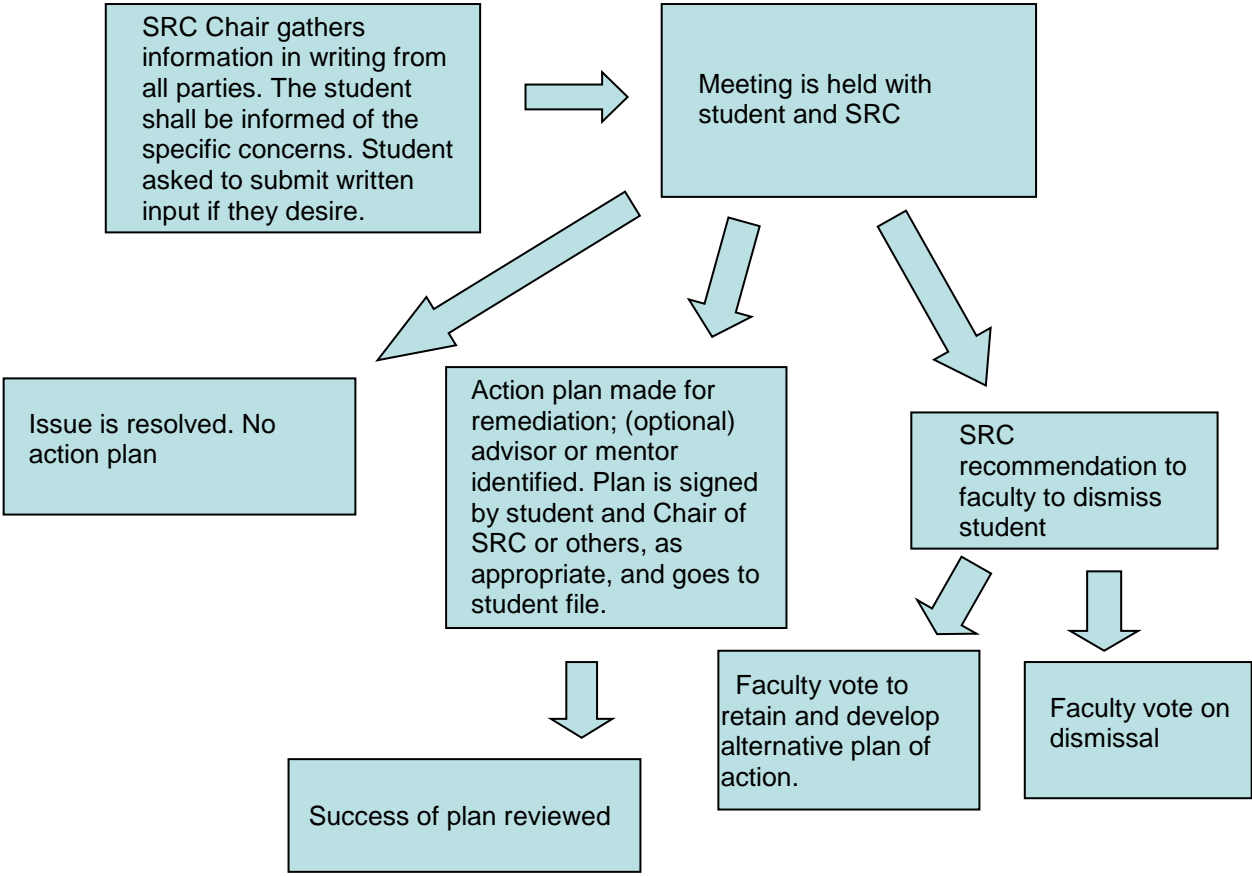 SRC Chair gathers
information in writing from
all parties. The student
shall be informed of the
specific concerns. Student
asked to submit written
input if they desire.
Meeting is held with
student and SRC
Issue is resolved. No
action plan
Action plan made for
remediation; (optional)
advisor or mentor
identified. Plan is signed
by student and Chair of
SRC or others, as
appropriate, and goes to
student file.
SRC
recommendation to
faculty to dismiss
student
Success of plan reviewed
Faculty vote to
retain and develop
alternative plan of
action.
Faculty vote on
dismissal